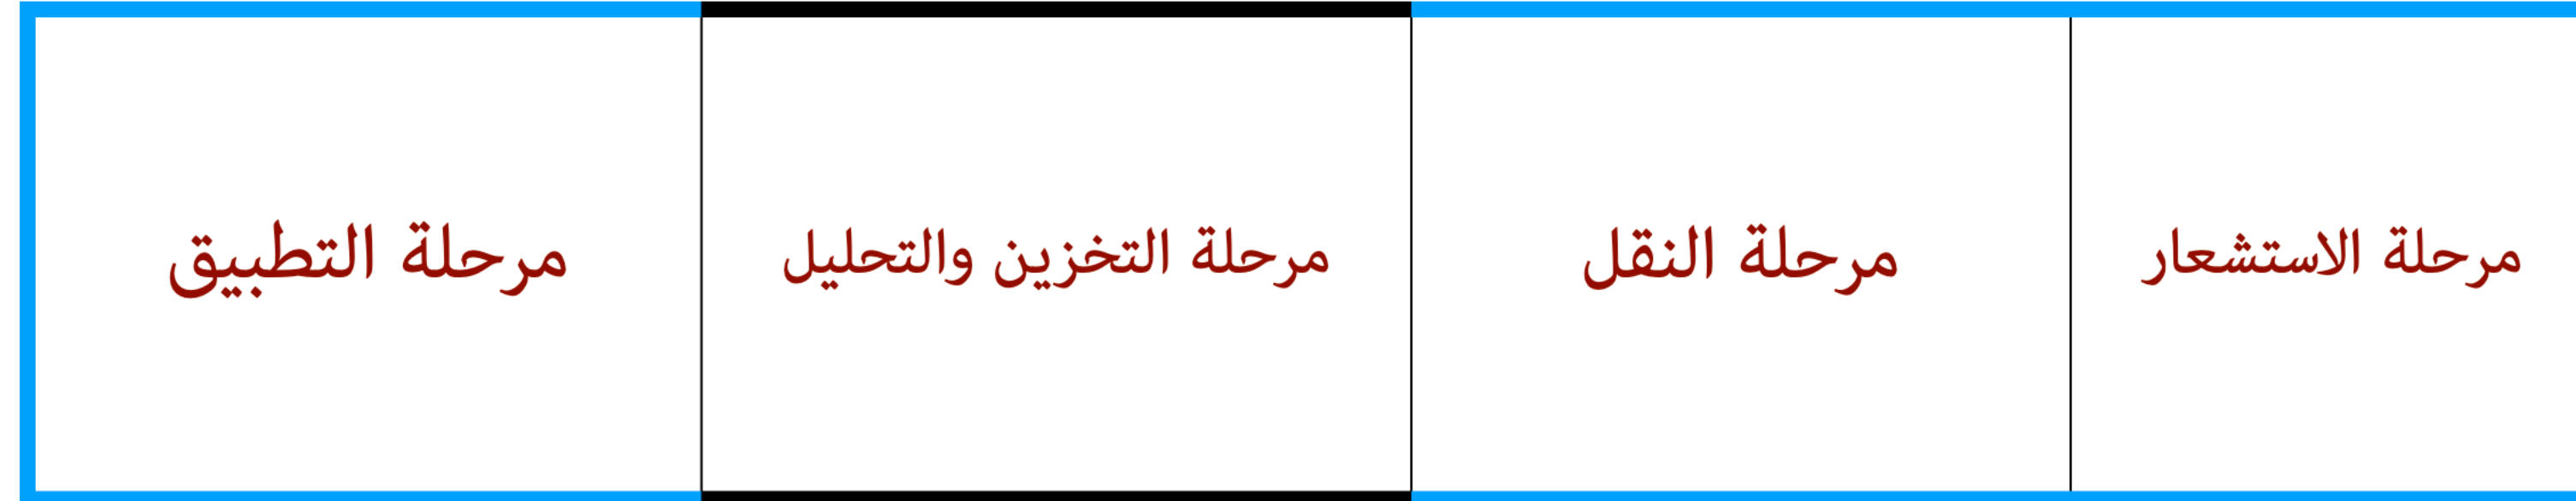 مرحلة الاستشعار
مرحلة النقل
مرحلة التخزين والتحليل
مرحلة التطبيق